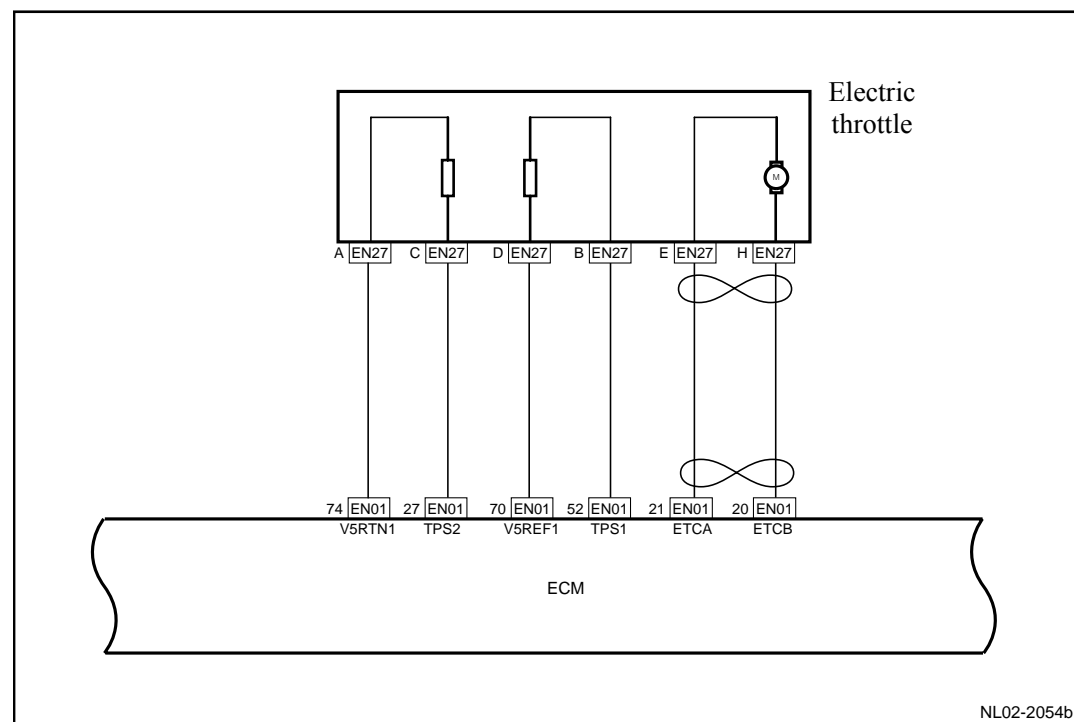 Electric
throttle
M
A EN27 C EN27 D EN27 B EN27 E EN27 H EN27
74 EN01 27 EN01 70 EN01 52 EN01 21 EN01 20 EN01
V5RTN1 TPS2 V5REF1 TPS1 ETCA ETCB
ECM
NL02-2054b